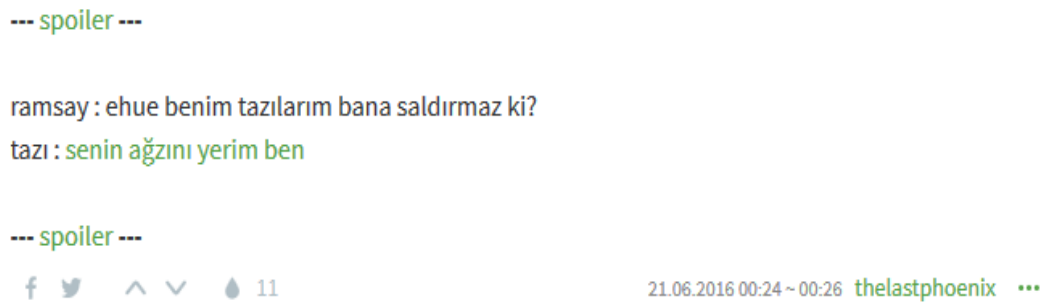 --- spoiler ---
ramsay : ehue benim tazılarım bana saldırmaz ki?
tazı : senin ağzını yerim ben
--- spoiler ---
11
21.06.2016 00:24 ~ 00:26 thelastphoenix